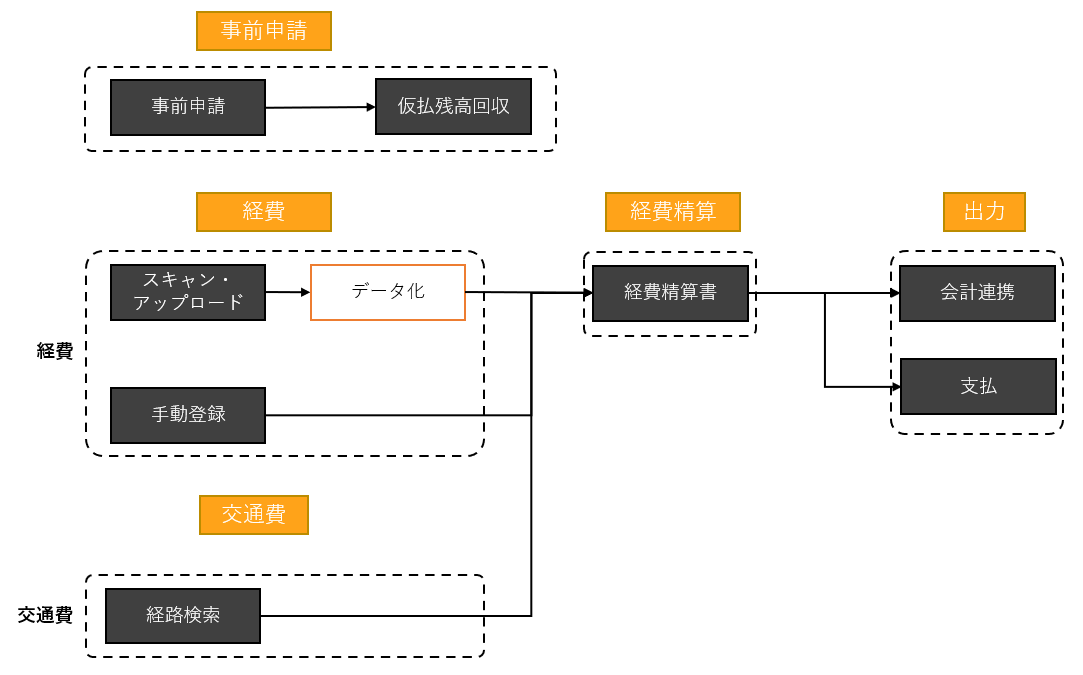 事前申請
事前申請
仮払残高回収
経費
経費精算
出力
スキャン・
アップロード
データ化
経費精算書
会計連携
経費
支払
手動登録
交通費
交通費
経路検索